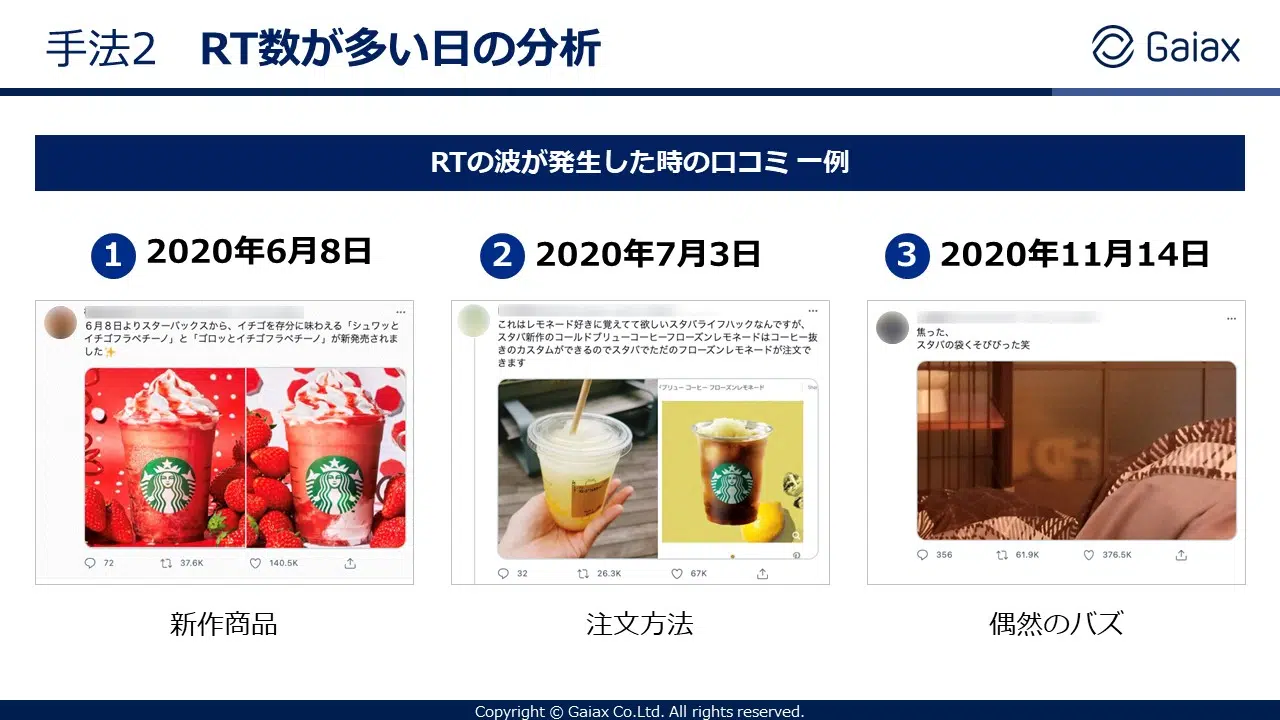 手法2 RT数が多い日の分析
Gaiax
RTの波が発生した時の口コミ 一例
1 2020年6月8日
6月8日よりスターバックスから、イチゴを存分に味わえる「シュワッと
イチゴフラペチーノ」と「ゴロッとイチゴフラペチーノ」が新発売されま
した✨
72 37.6K 140.5K
新作商品
2 2020年7月3日
これはレモネード好きに覚えてて欲しいスタバライフハックなんですが、
スタバ新作のコールドブリューコーヒーフローズンレモネードはコーヒー抜
きのカスタムができるのでスタバでただのフローズンレモネードが注文で
きます
ブリュー コーヒー フローズンレモネード
32 26.3K 67K
注文方法
3 2020年11月14日
焦った、
スタバの袋くそびびった笑
356 61.9K 376.5K
偶然のバズ
Copyright © Gaiax Co.Ltd. All rights reserved.